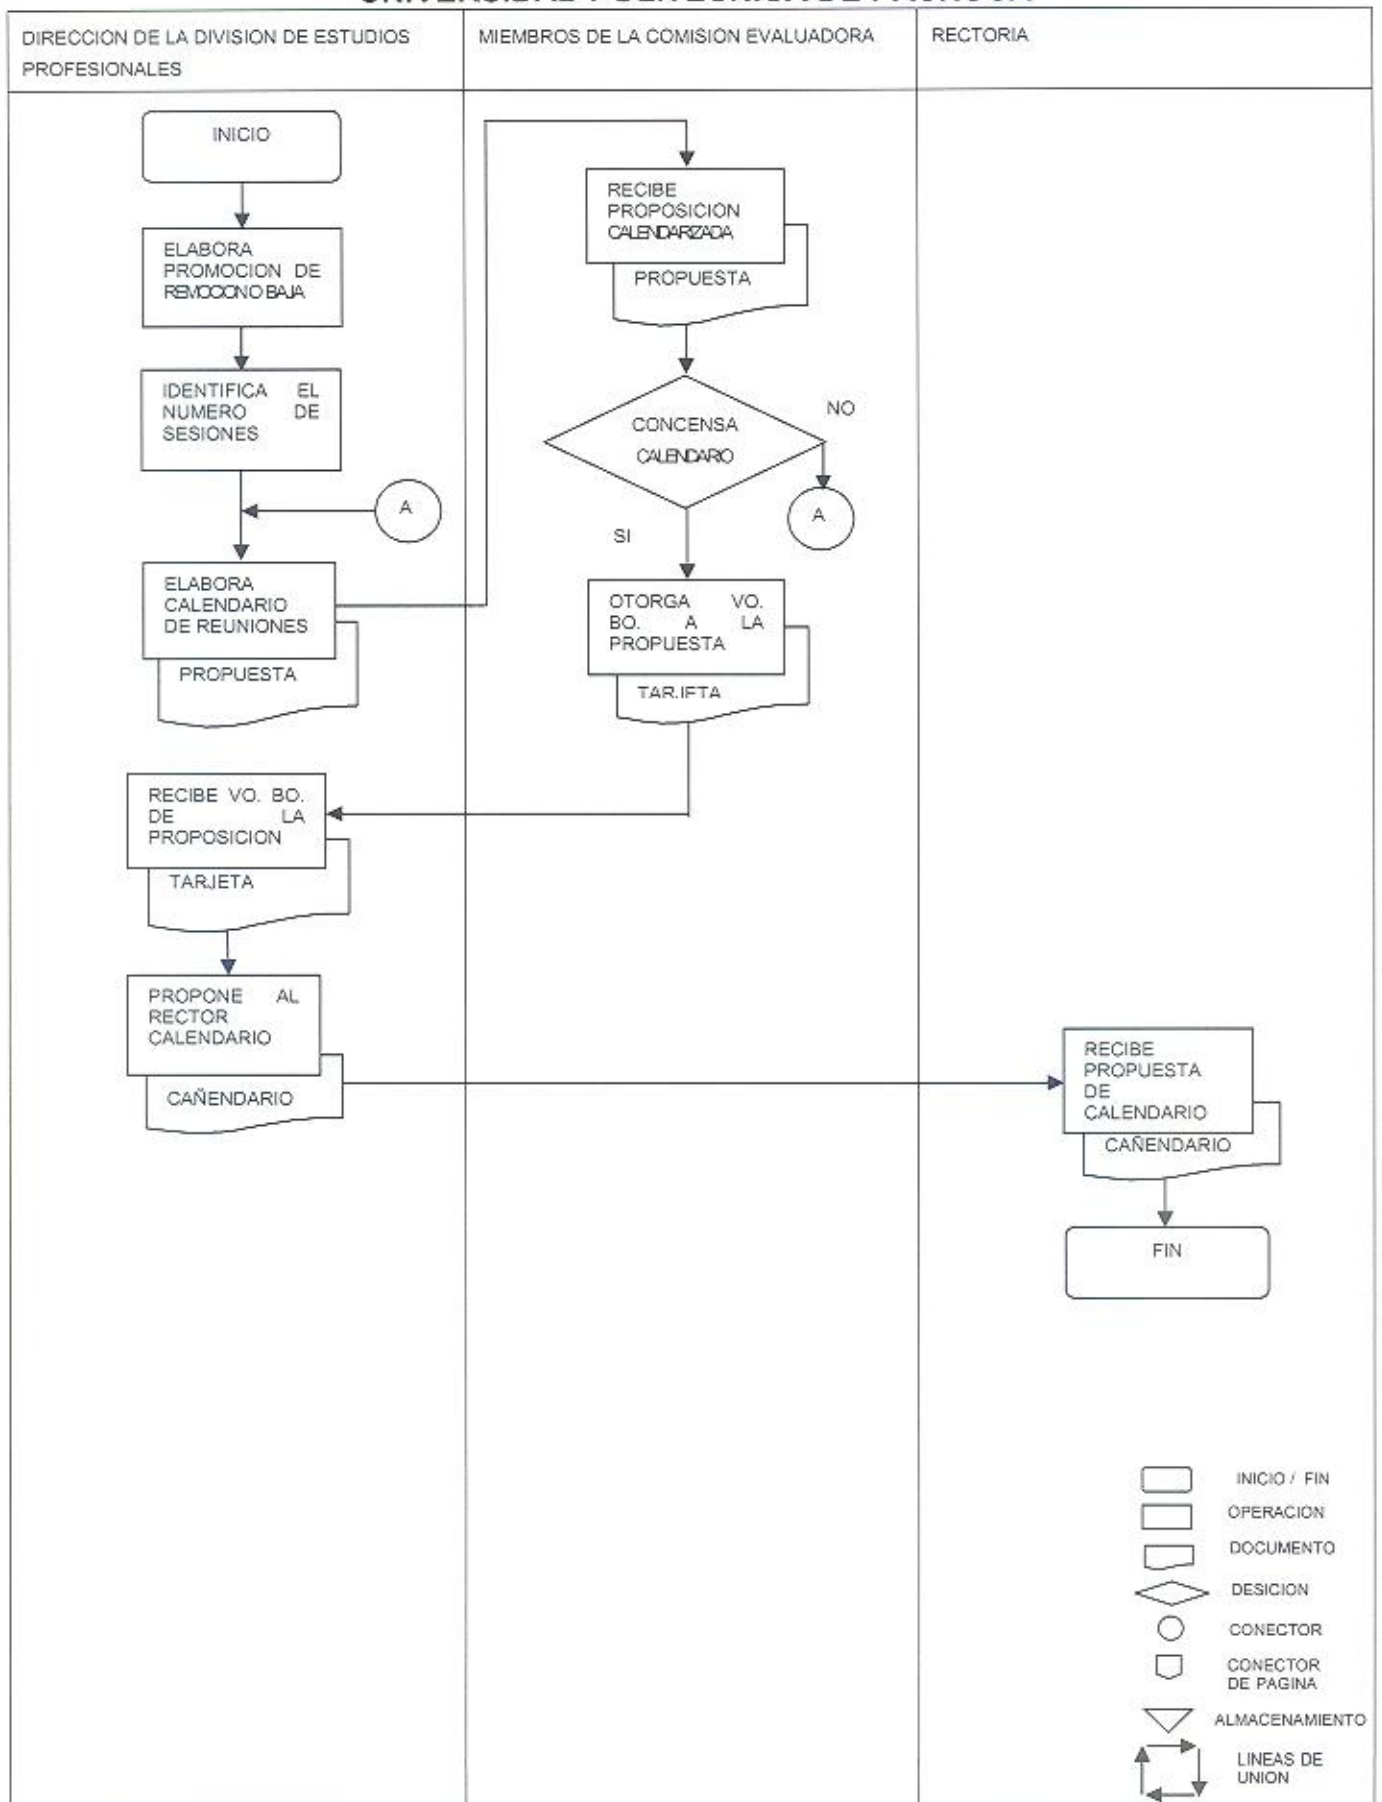 DIRECCION DE LA DIVISION DE ESTUDIOS
PROFESIONALES
MIEMBROS DE LA COMISION EVALUADORA
RECTORIA
INICIO
ELABORA
PROMOCION DE
REMOCION O BAJA
IDENTIFICA EL
NUMERO DE
SESIONES
A
ELABORA
CALENDARIO
DE REUNIONES
PROPUESTA
RECIBE
PROPOSICION
CALENDARIZADA
PROPUESTA
CONCENSA
CALENDARIO
NO
A
SI
OTORGA VO.
BO. A LA
PROPUESTA
TARJETA
RECIBE VO. BO.
DE LA
PROPOSICION
TARJETA
PROPONE AL
RECTOR
CALENDARIO
CAÑENDARIO
RECIBE
PROPUESTA
DE
CALENDARIO
CAÑENDARIO
FIN
INICIO / FIN
OPERACION
DOCUMENTO
DESICION
CONECTOR
CONECTOR
DE PAGINA
ALMACENAMIENTO
LINEAS DE
UNION